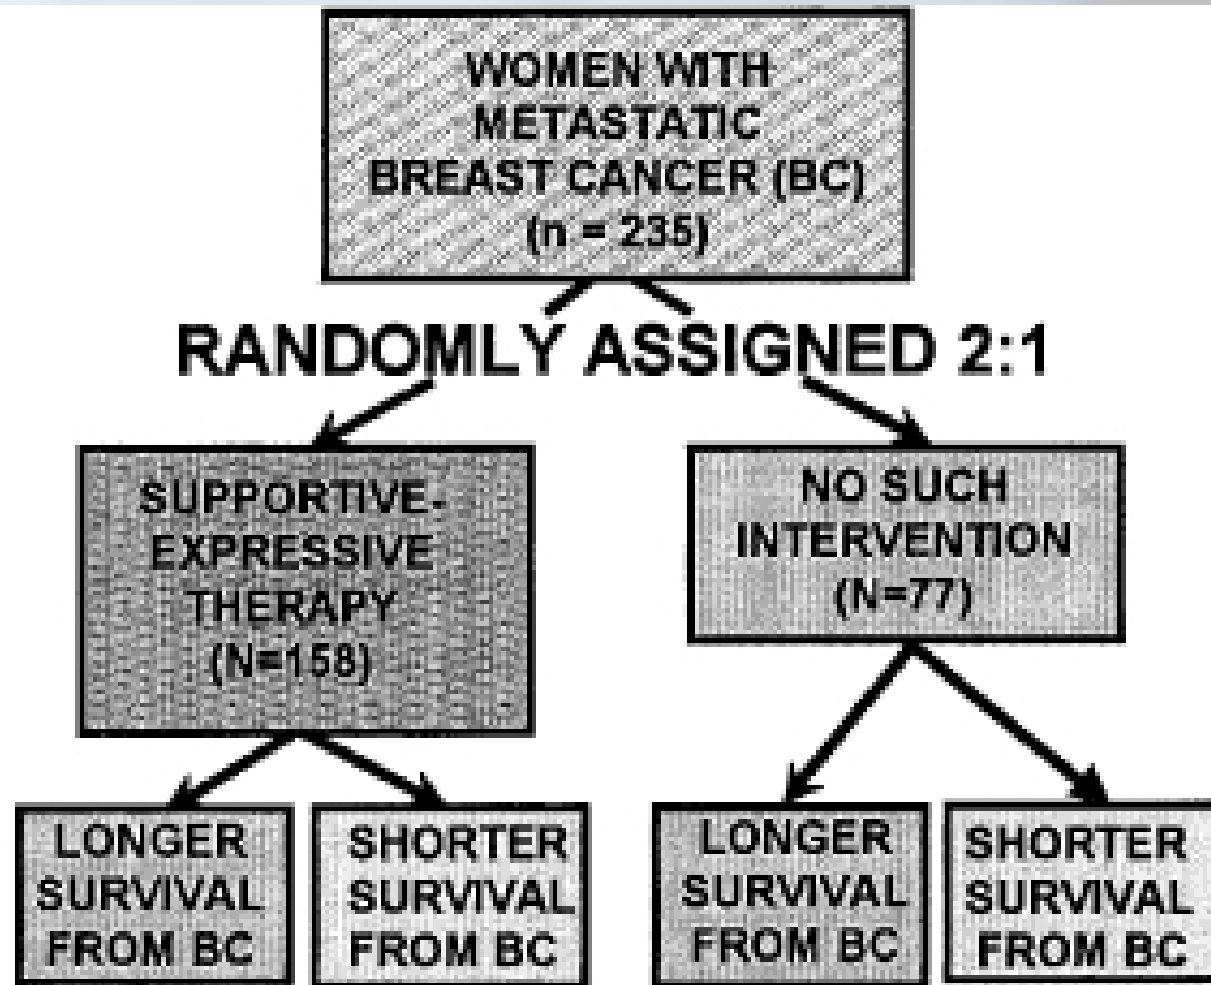 WOMEN WITH
METASTATIC
BREAST CANCER (BC)
(n = 235)
RANDOMLY ASSIGNED 2:1
SUPPORTIVE-
EXPRESSIVE
THERAPY
(N=158)
NO SUCH
INTERVENTION
(N=77)
LONGER
SURVIVAL
FROM BC
SHORTER
SURVIVAL
FROM BC
LONGER
SURVIVAL
FROM BC
SHORTER
SURVIVAL
FROM BC